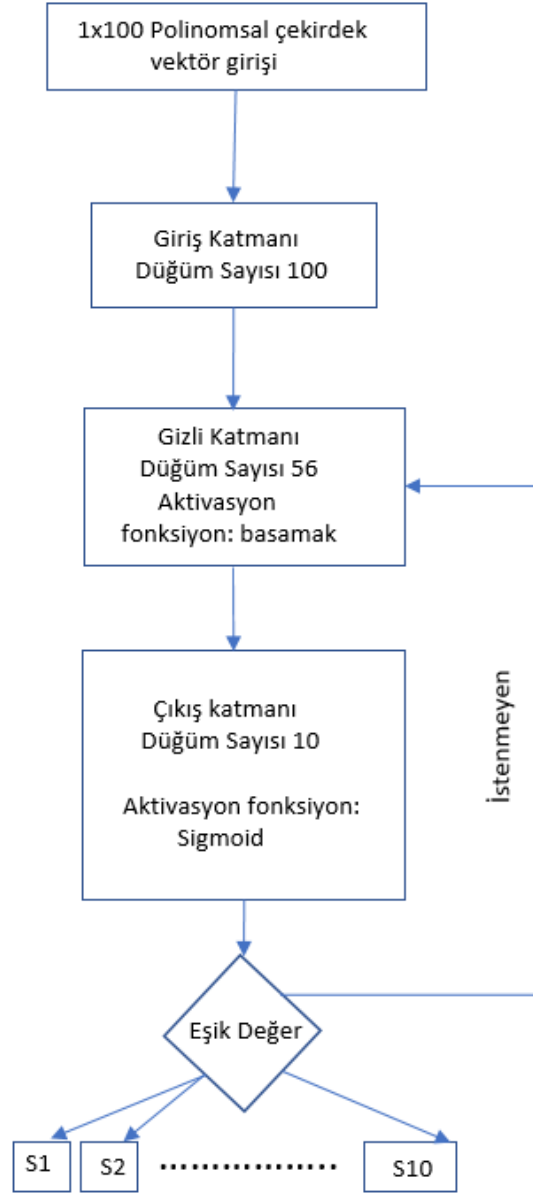 1x100 Polinomsal çekirdek
vektör girişi
Giriş Katmanı
Düğüm Sayısı 100
Gizli Katmanı
Düğüm Sayısı 56
Aktivasyon
fonksiyon: basamak
Çıkış katmanı
Düğüm Sayısı 10
Aktivasyon fonksiyon:
Sigmoid
İstenmeyen
Eşik Değer
S1
S2
..................
S10